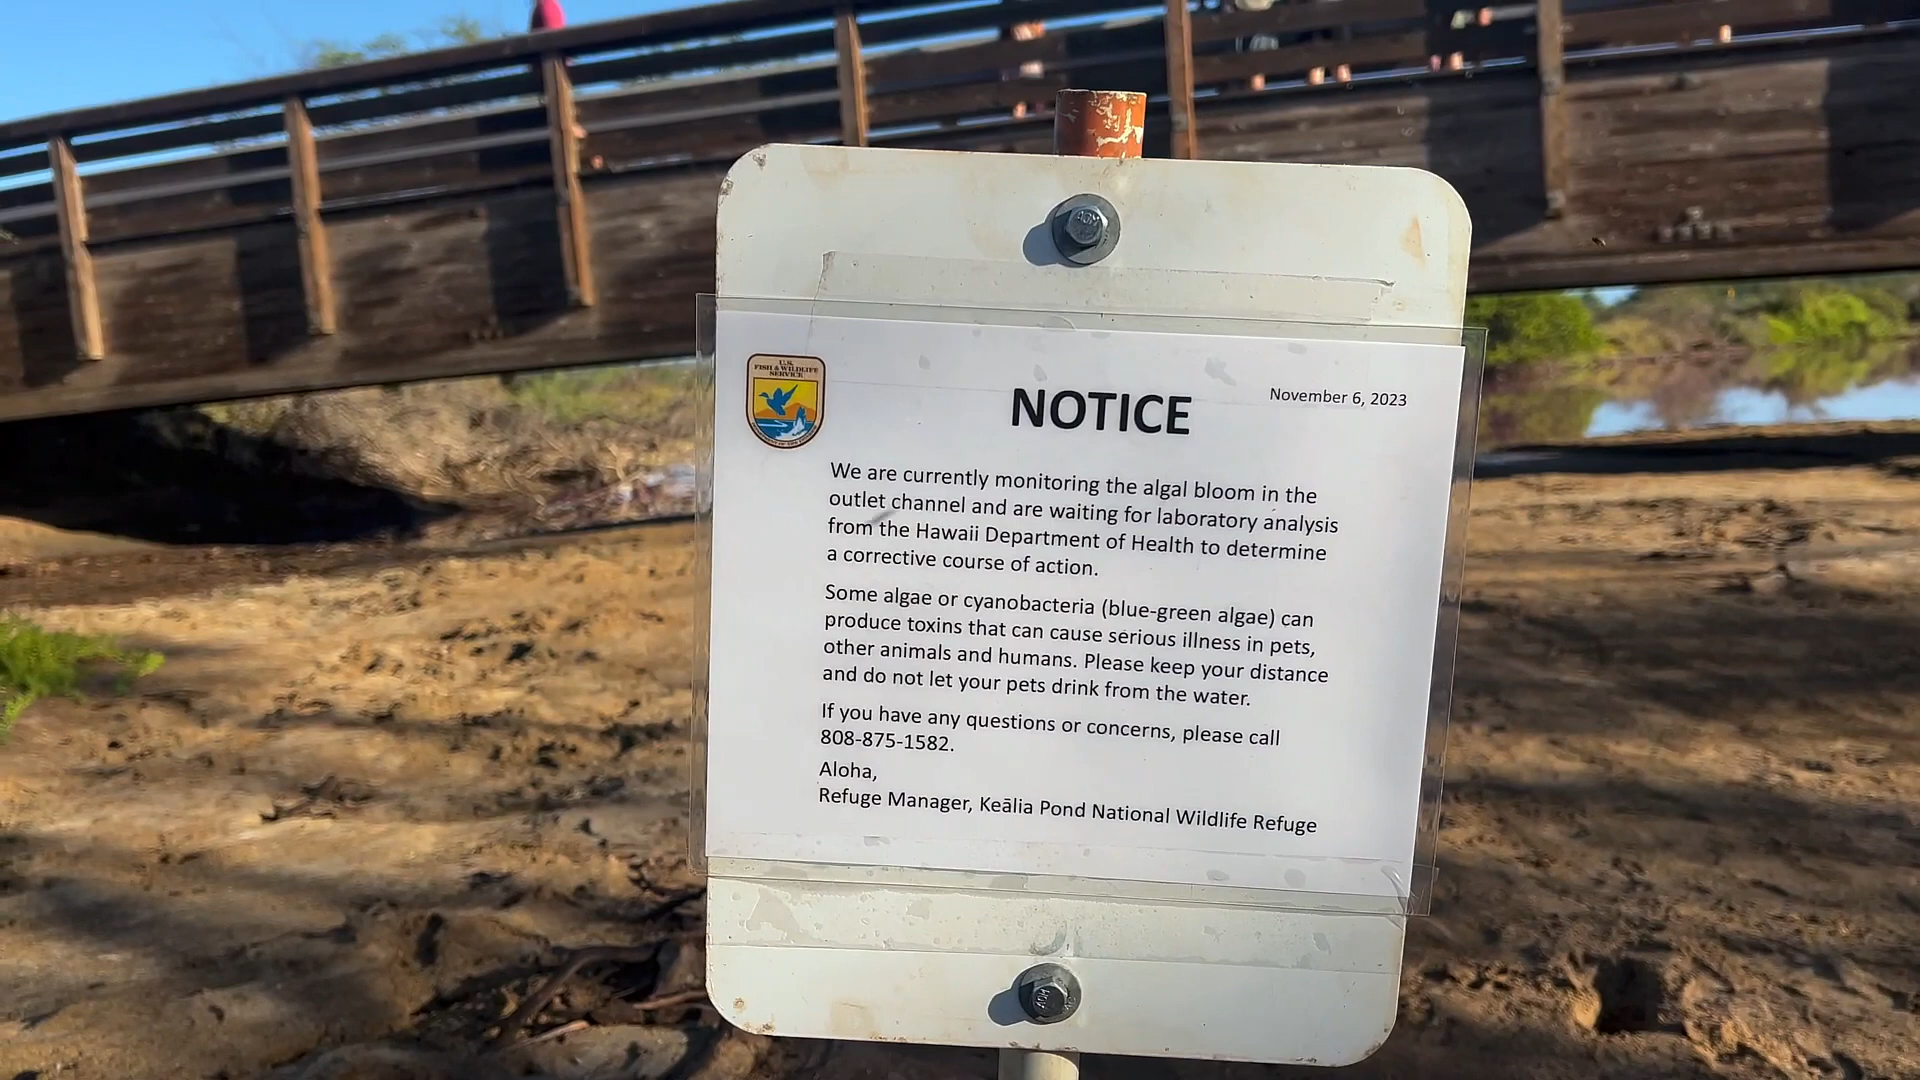 U.S.
FISH & WILDLIFE
SERVICE
November 6, 2023
NOTICE
We are currently monitoring the algal bloom in the
outlet channel and are waiting for laboratory analysis
from the Hawaii Department of Health to determine
a corrective course of action.
Some algae or cyanobacteria (blue-green algae) can
produce toxins that can cause serious illness in pets,
other animals and humans. Please keep your distance
and do not let your pets drink from the water.
If you have any questions or concerns, please call
808-875-1582.
Aloha,
Refuge Manager, Keālia Pond National Wildlife Refuge